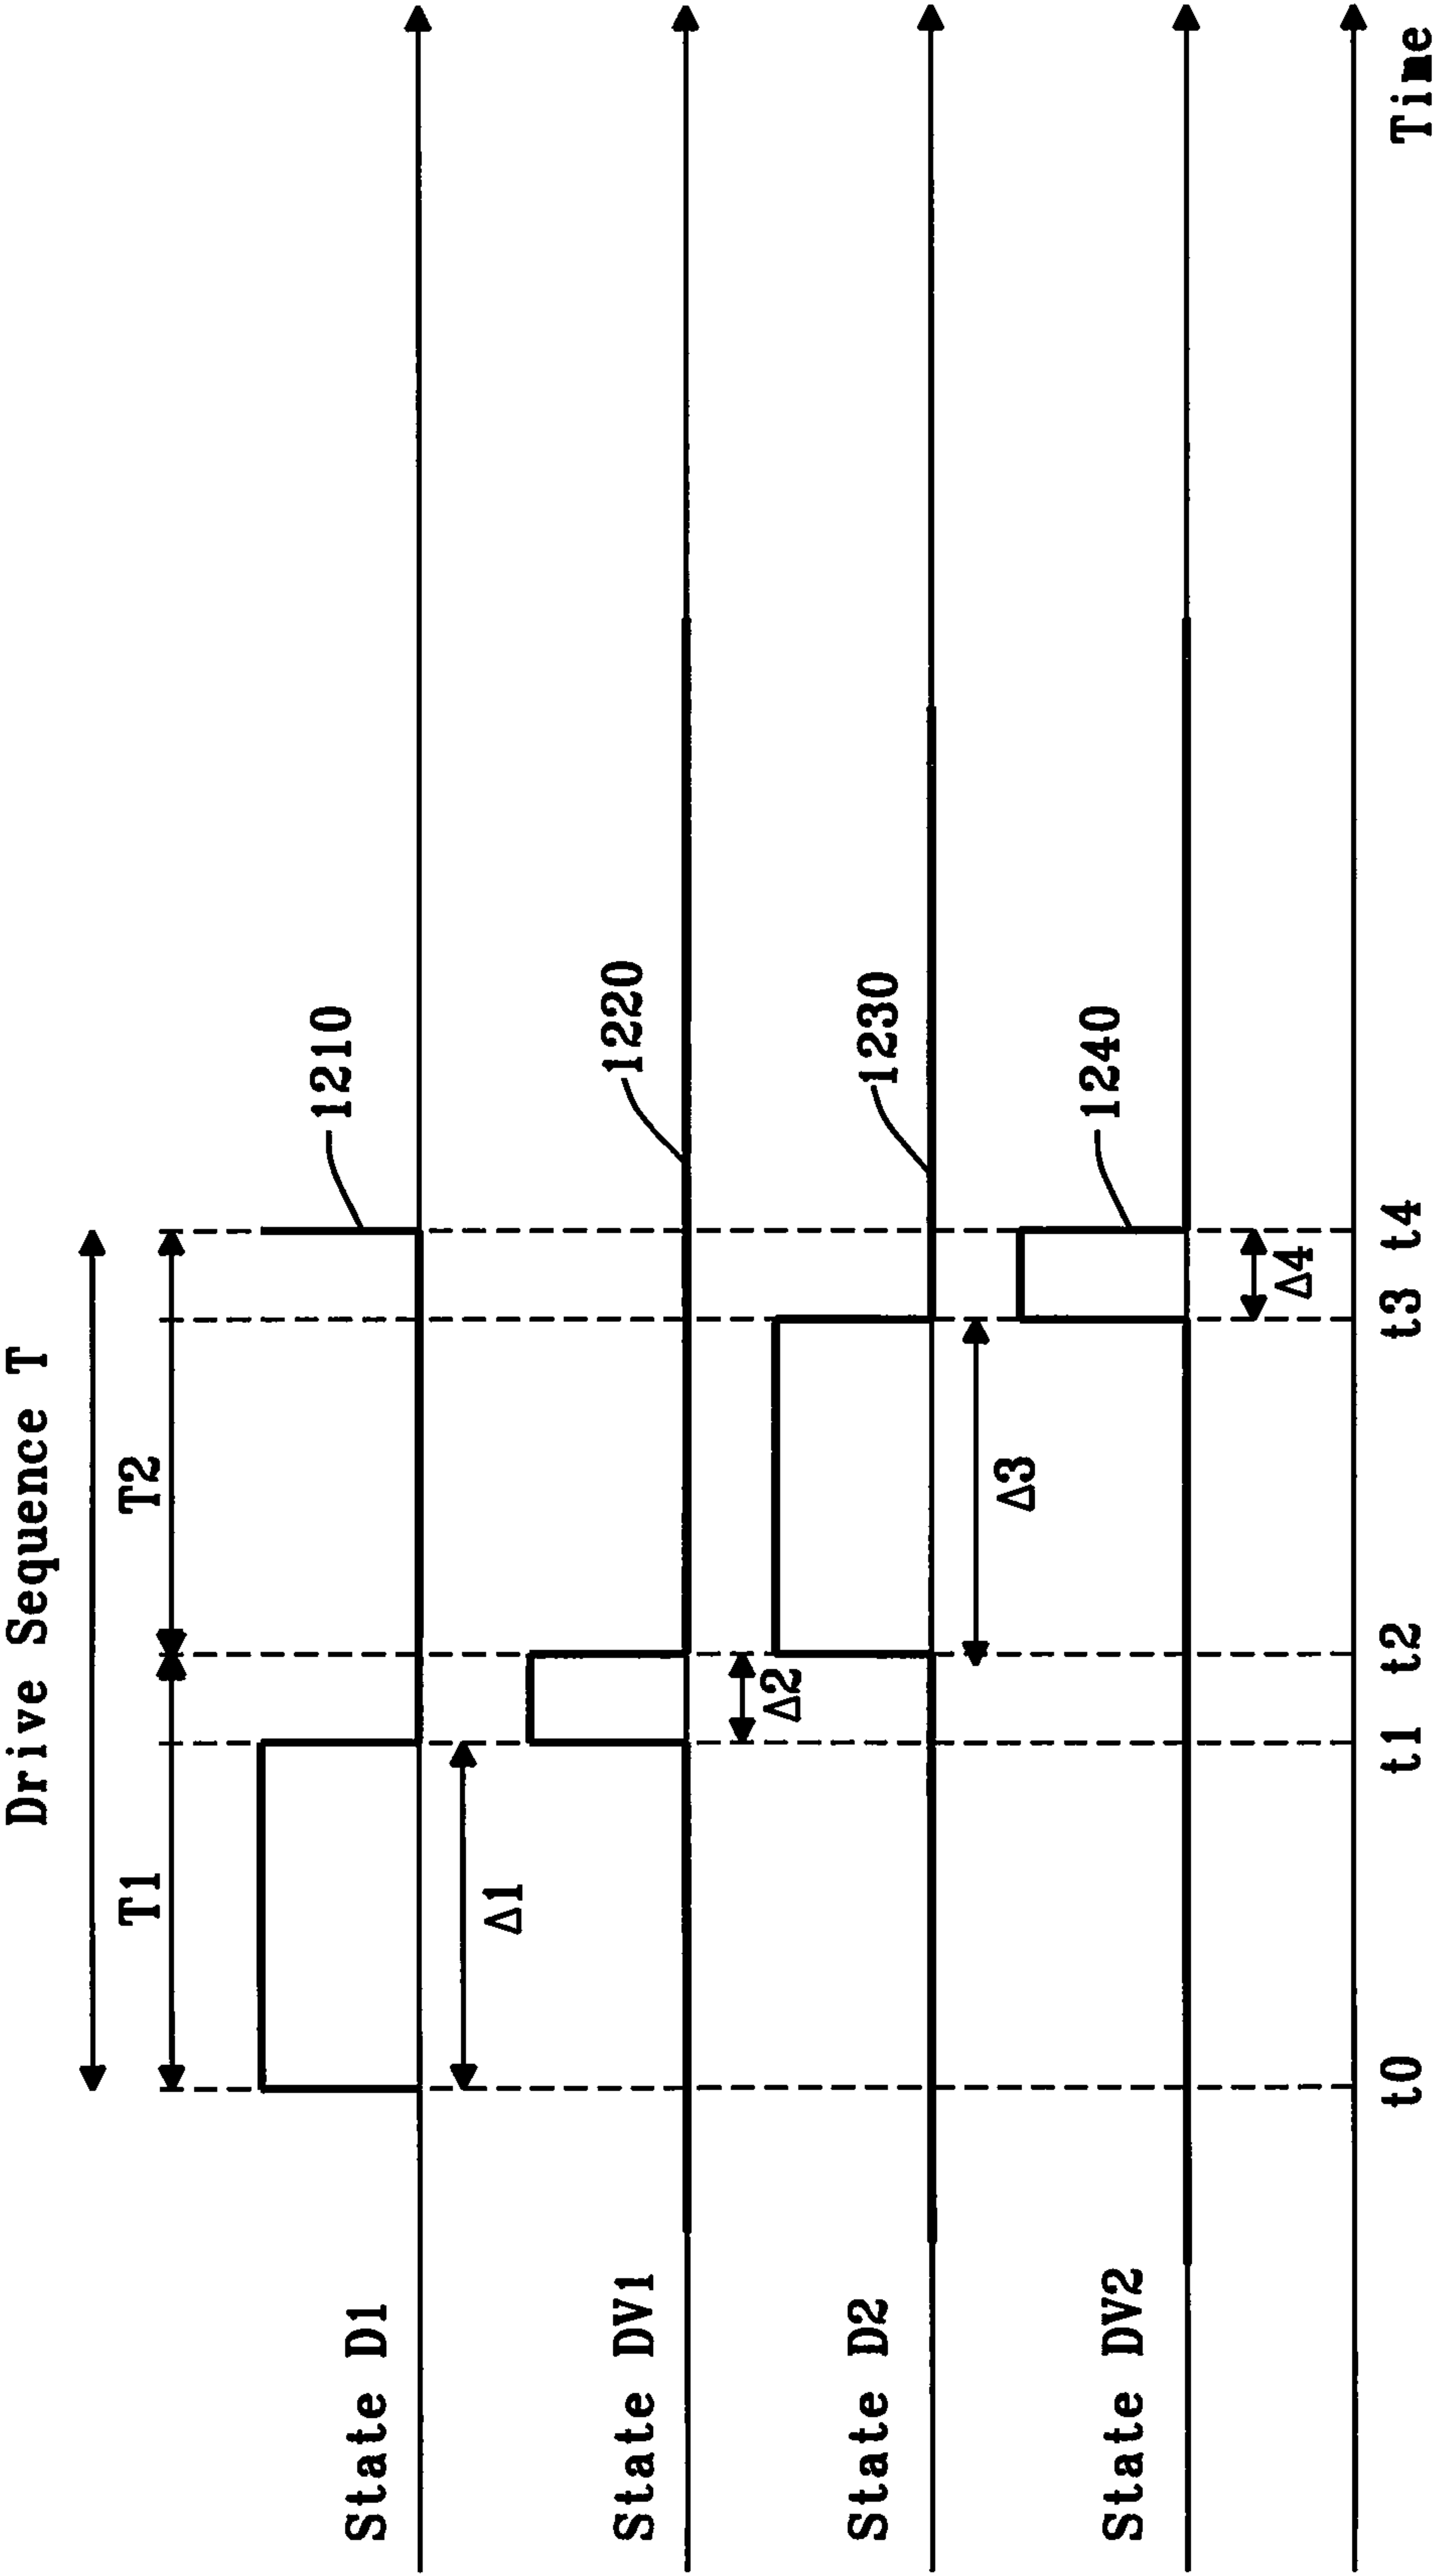 Drive Sequence T
T1
T2
State D1
1210
Δ1
State DV1
1220
Δ2
State D2
1230
Δ3
State DV2
1240
Δ4
t0
t1
t2
t3
t4
Time